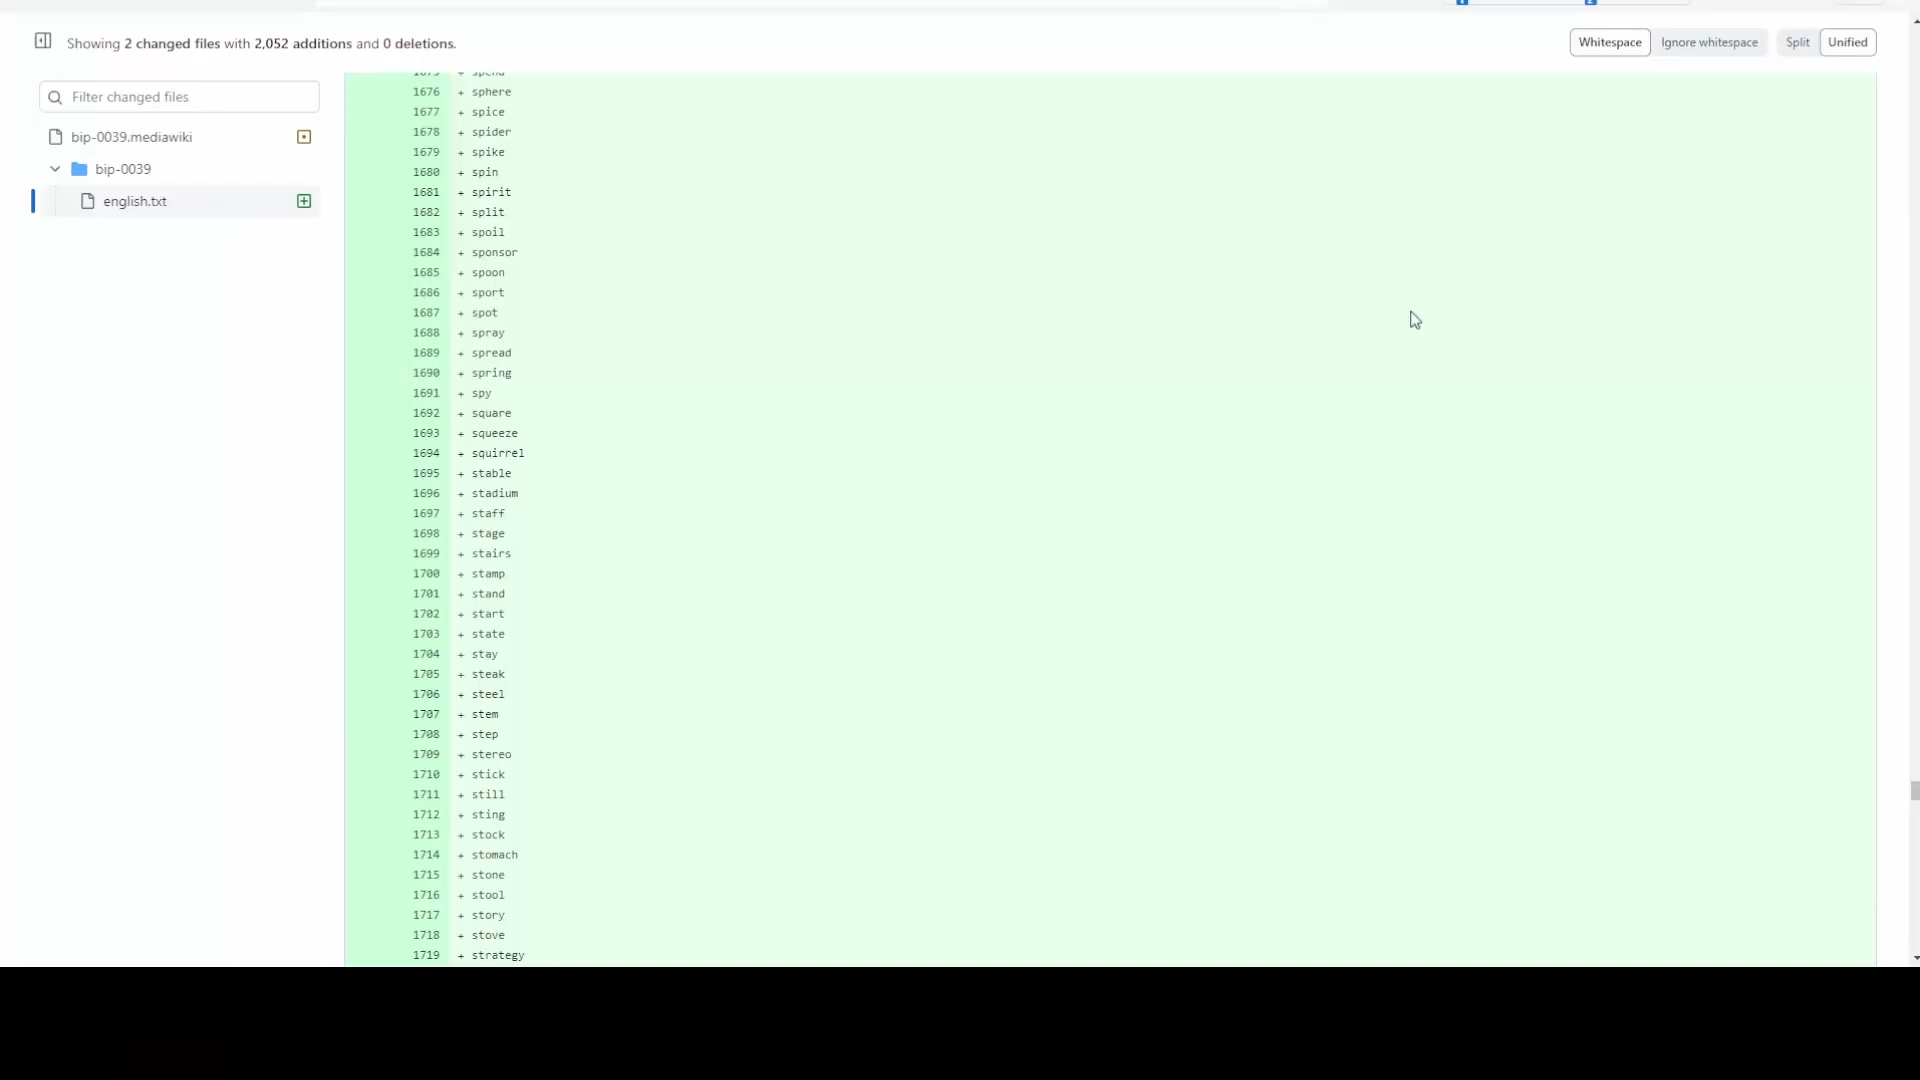 Showing 2 changed files with 2,052 additions and 0 deletions.
Whitespace Ignore whitespace Split Unified
Filter changed files
bip-0039.mediawiki
bip-0039
english.txt
1675 + spend
1676 + sphere
1677 + spice
1678 + spider
1679 + spike
1680 + spin
1681 + spirit
1682 + split
1683 + spoil
1684 + sponsor
1685 + spoon
1686 + sport
1687 + spot
1688 + spray
1689 + spread
1690 + spring
1691 + spy
1692 + square
1693 + squeeze
1694 + squirrel
1695 + stable
1696 + stadium
1697 + staff
1698 + stage
1699 + stairs
1700 + stamp
1701 + stand
1702 + start
1703 + state
1704 + stay
1705 + steak
1706 + steel
1707 + stem
1708 + step
1709 + stereo
1710 + stick
1711 + still
1712 + sting
1713 + stock
1714 + stomach
1715 + stone
1716 + stool
1717 + story
1718 + stove
1719 + strategy